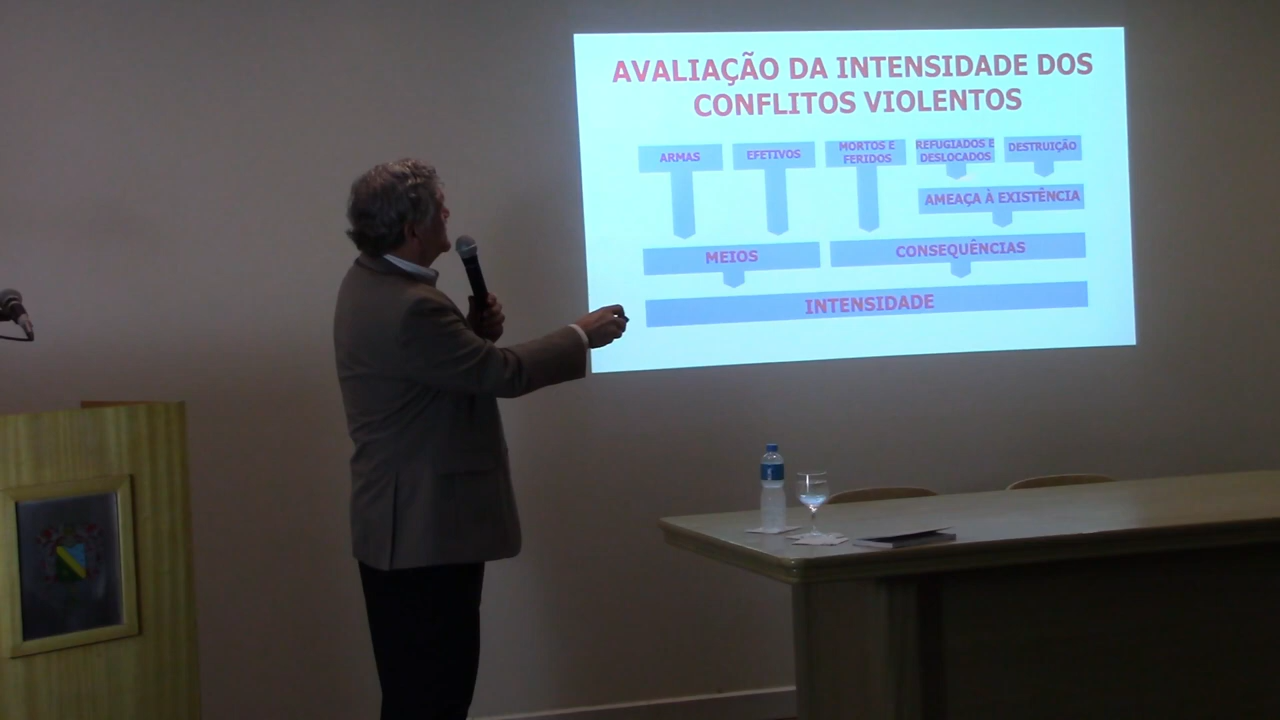 AVALIAÇÃO DA INTENSIDADE DOS
CONFLITOS VIOLENTOS
ARMAS
EFETIVOS
MORTOS E
FERIDOS
REFUGIADOS E
DESLOCADOS
DESTRUIÇÃO
AMEAÇA À EXISTÊNCIA
MEIOS
CONSEQUÊNCIAS
INTENSIDADE